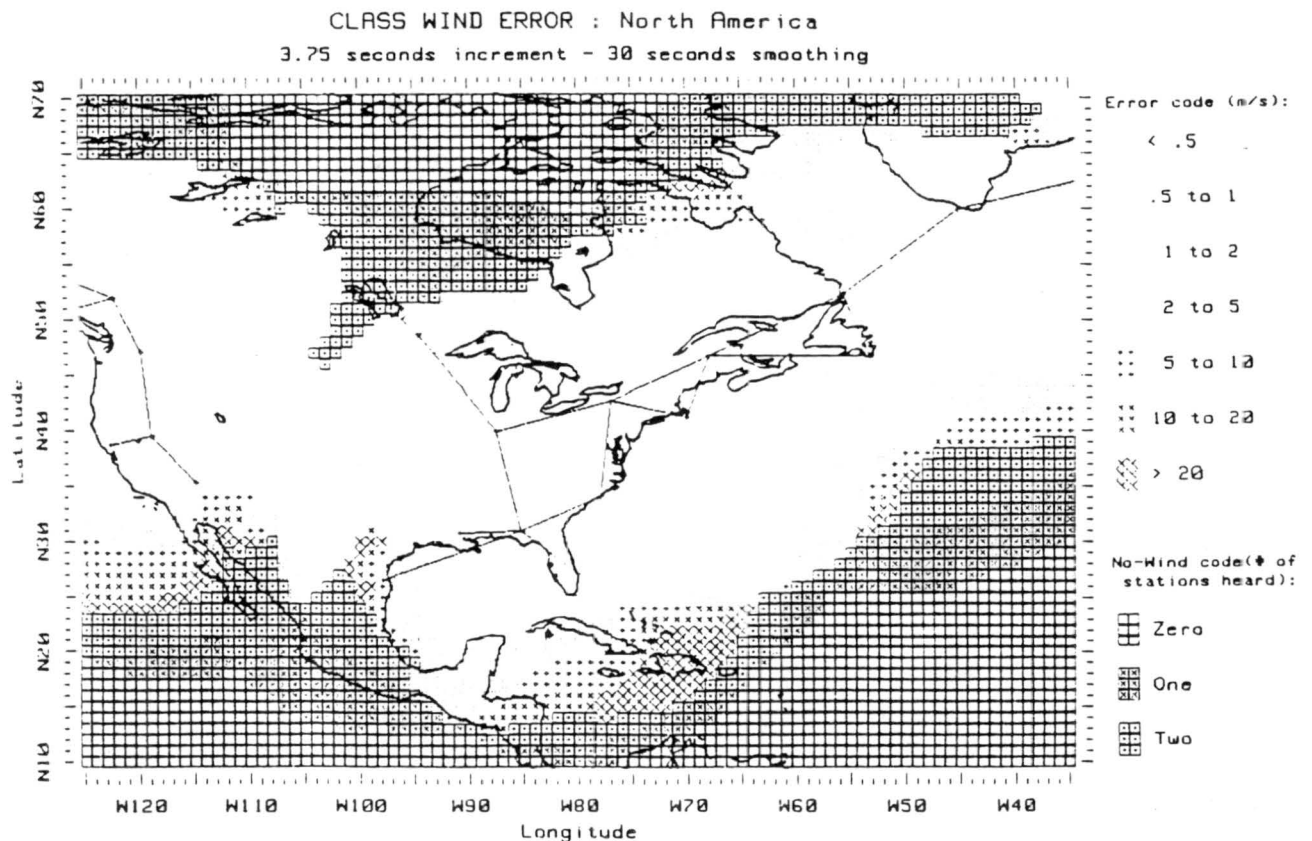 CLASS WIND ERROR : North America
3.75 seconds increment - 30 seconds smoothing
Error code (m/s):
< .5
.5 to 1
1 to 2
2 to 5
5 to 10
10 to 20
> 20
No-Wind code(# of
stations heard):
Zero
One
Two
Latitude
N70
N60
N50
N40
N30
N20
N10
W120
W110
W100
W90
W80
W70
W60
W50
W40
Longitude